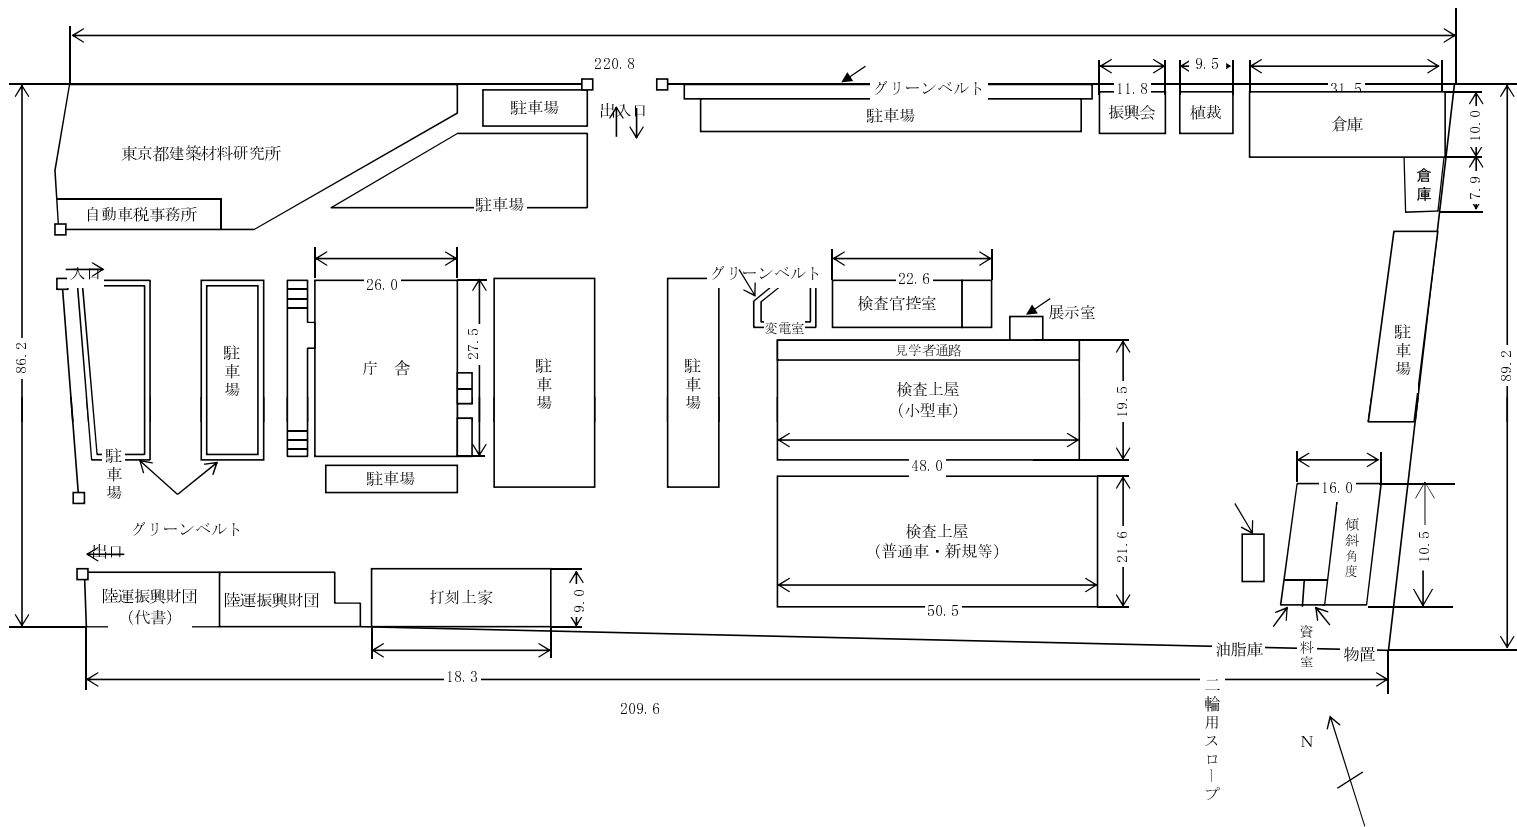 220.8
グリーンベルト
11.8
9.5
31.5
駐車場
出入口
駐車場
振興会
植裁
倉庫
10.0
東京都建築材料研究所
倉庫
7.9
自動車税事務所
駐車場
入口
26.0
グリーンベルト
22.6
検査官控室
展示室
変電室
86.2
駐車場
庁 舎
27.5
駐車場
駐車場
見学者通路
検査上屋
(小型車)
19.5
駐車場
89.2
48.0
駐車場
駐車場
16.0
グリーンベルト
検査上屋
(普通車・新規等)
21.6
傾斜角度
10.5
出口
陸運振興財団
(代書)
陸運振興財団
打刻上家
9.0
50.5
油脂庫
資料室
物置
18.3
209.6
二輪用スロープ
N